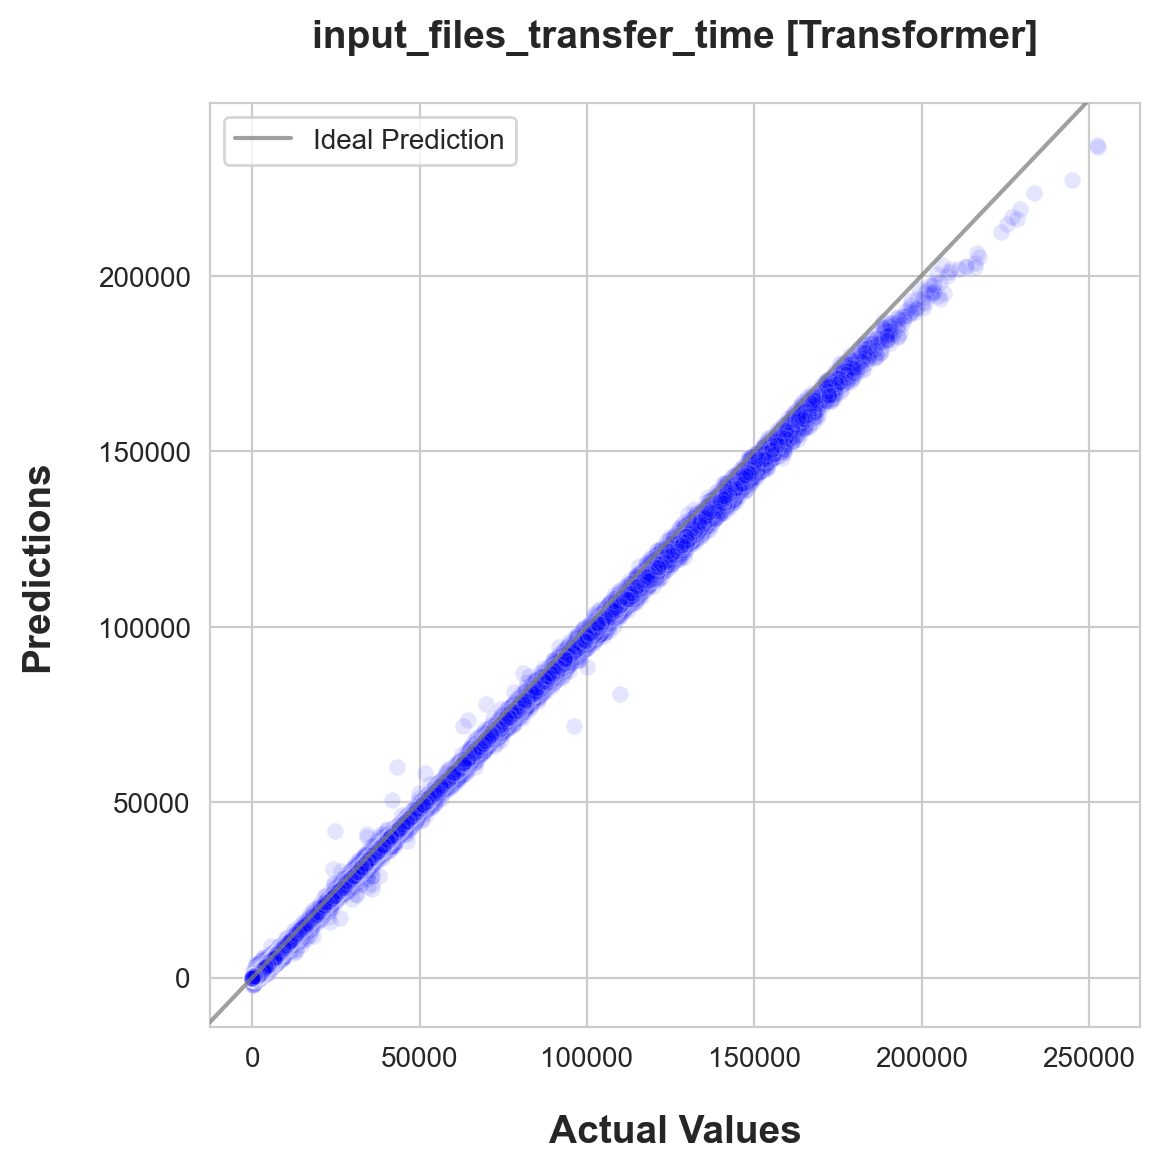 input_files_transfer_time [Transformer]
Ideal Prediction
200000
150000
100000
50000
0
Predictions
0 50000 100000 150000 200000 250000
Actual Values